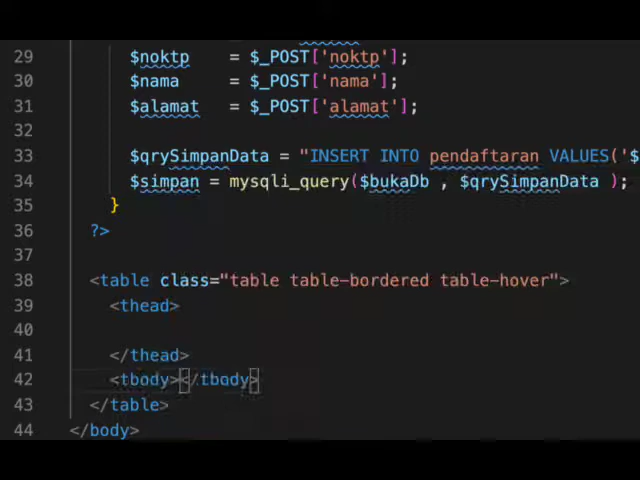 29 $noktp = $_POST['noktp'];
30 $nama = $_POST['nama'];
31 $alamat = $_POST['alamat'];
32
33 $qrySimpanData = "INSERT INTO pendaftaran VALUES('$
34 $simpan = mysqli_query($bukaDb , $qrySimpanData );
35 }
36 ?>
37
38 <table class="table table-bordered table-hover">
39 <thead>
40
41 </thead>
42 <tbody></tbody>
43 </table>
44 </body>